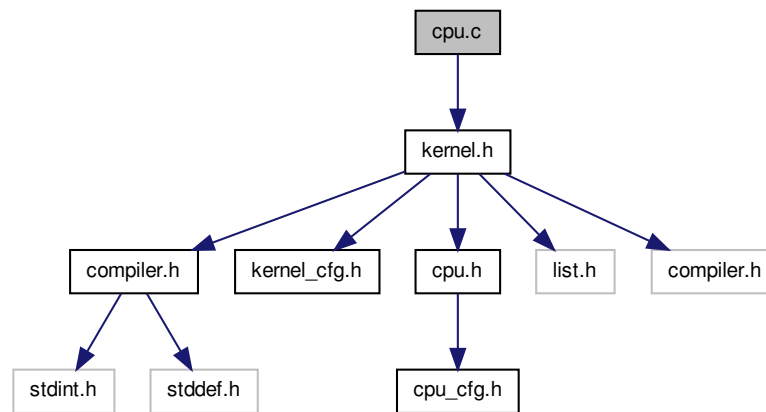 cpu.c
kernel.h
compiler.h
kernel_cfg.h
cpu.h
list.h
compiler.h
stdint.h
stddef.h
cpu_cfg.h